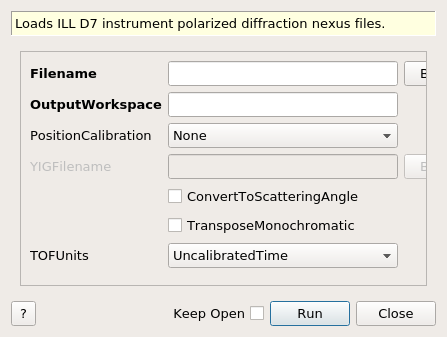 Loads ILL D7 instrument polarized diffraction nexus files.
Filename
OutputWorkspace
PositionCalibration None
YIGFilename
ConvertToScatteringAngle
TransposeMonochromatic
TOFUnits UncalibratedTime
? Keep Open Run Close